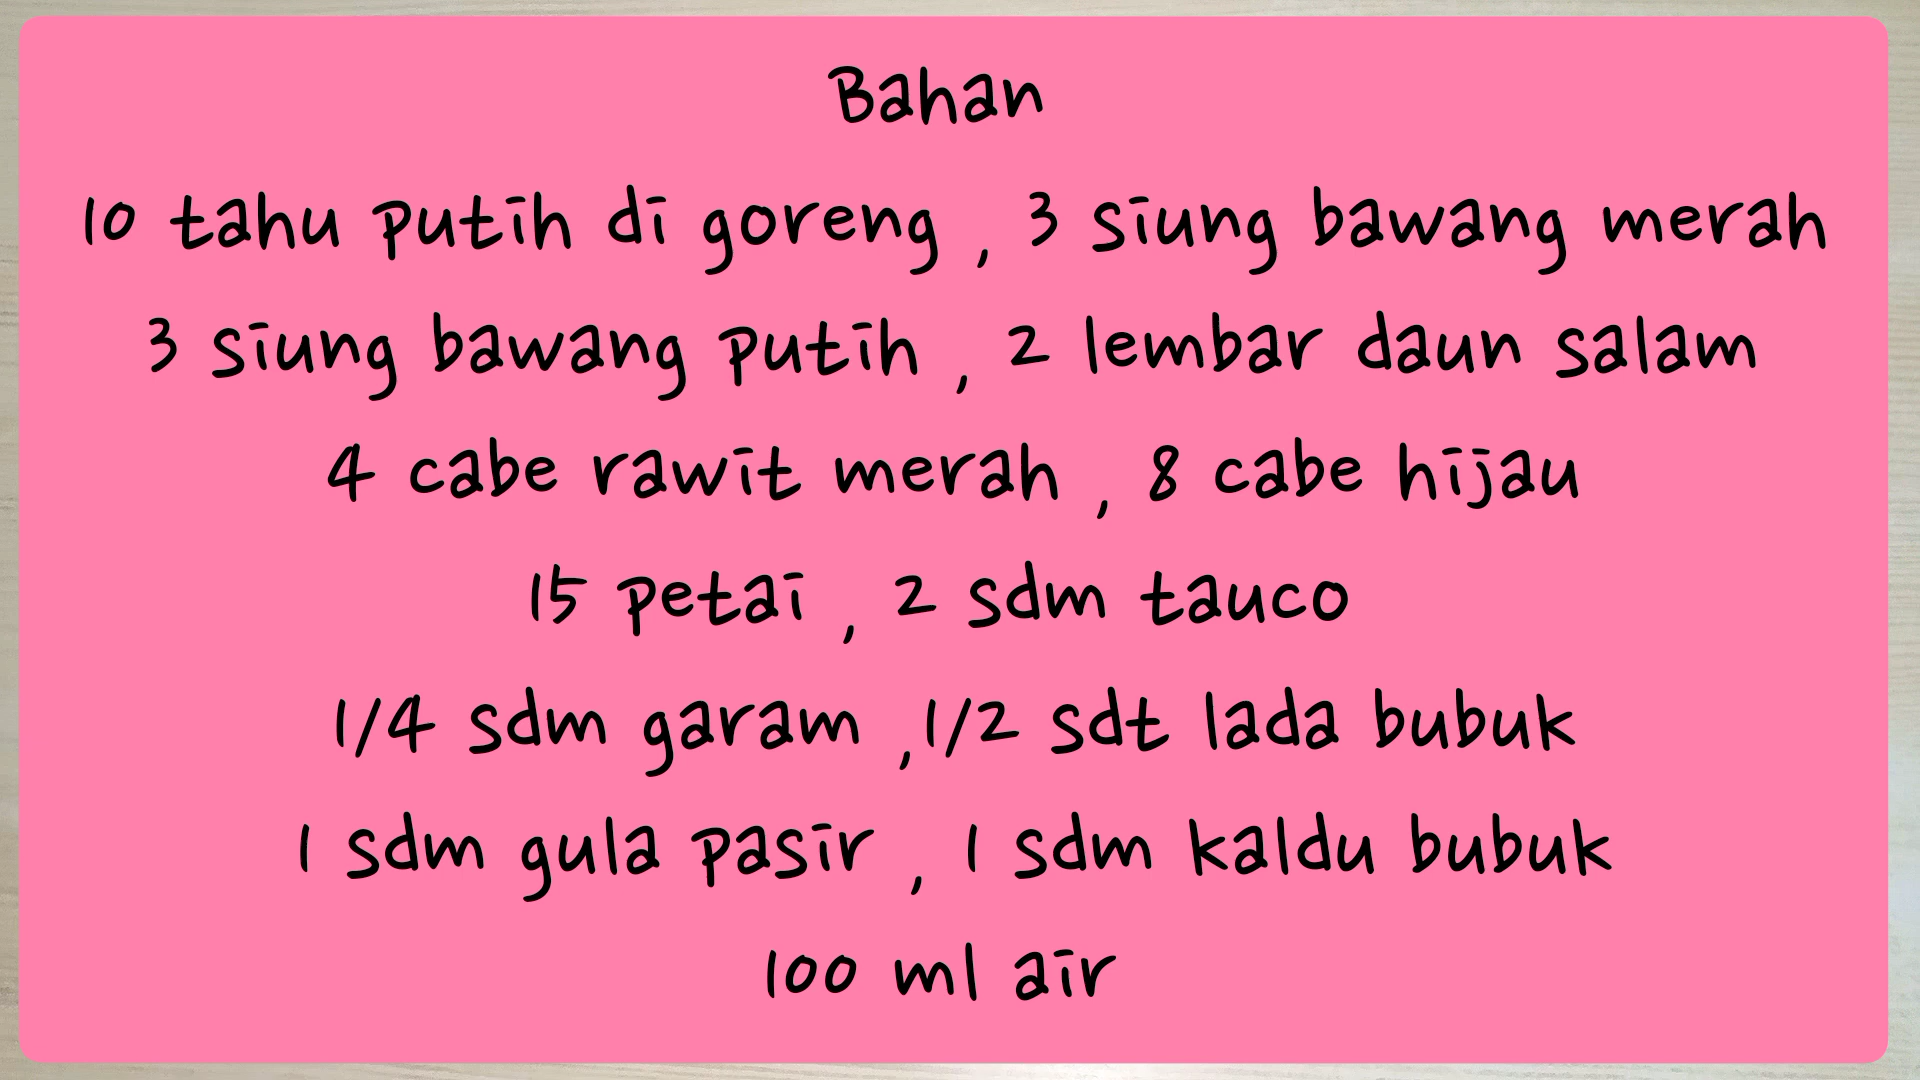 Bahan
10 tahu putih di goreng , 3 siung bawang merah
3 siung bawang putih , 2 lembar daun salam
4 cabe rawit merah , 8 cabe hijau
15 petai , 2 sdm tauco
1/4 sdm garam ,1/2 sdt lada bubuk
1 sdm gula pasir , 1 sdm kaldu bubuk
100 ml air